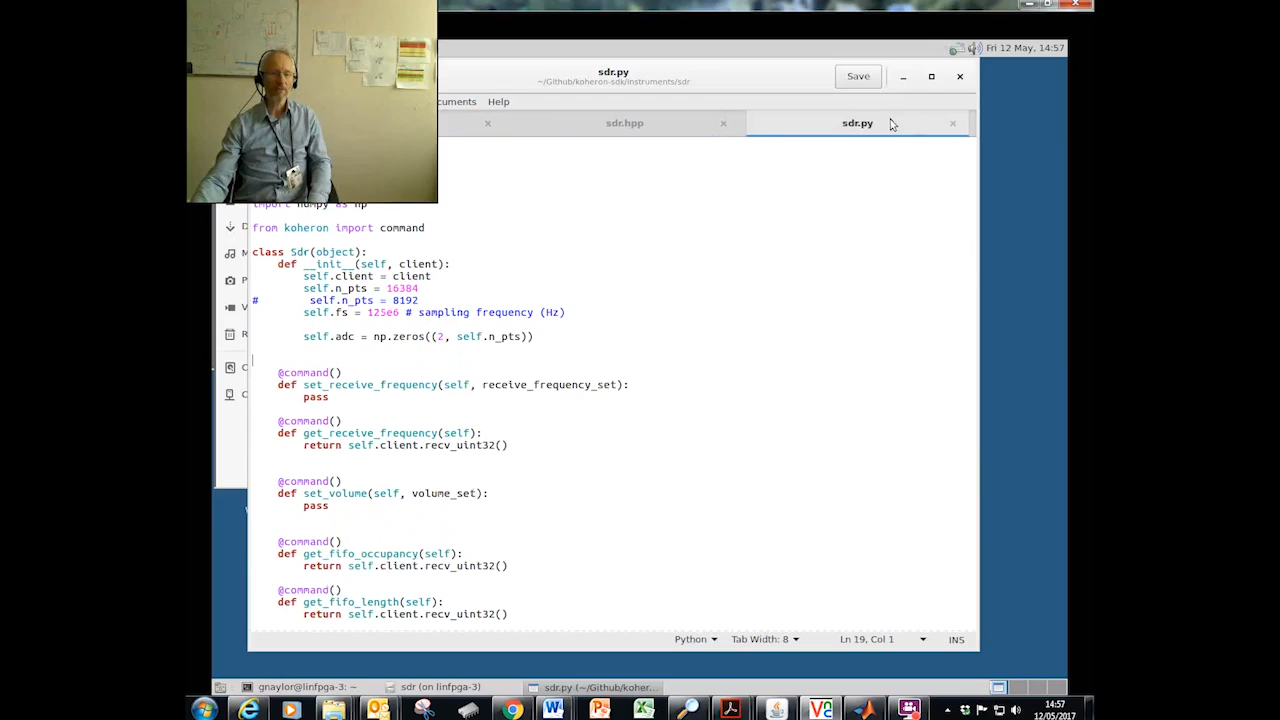 Fri 12 May, 14:57
sdr.py
~/Github/koheron-sdk/instruments/sdr
Save
cuments Help
sdr.hpp
sdr.py
import numpy as np
from koheron import command
class Sdr(object):
def __init__(self, client):
self.client = client
self.n_pts = 16384
# self.n_pts = 8192
self.fs = 125e6 # sampling frequency (Hz)
self.adc = np.zeros((2, self.n_pts))
@command()
def set_receive_frequency(self, receive_frequency_set):
pass
@command()
def get_receive_frequency(self):
return self.client.recv_uint32()
@command()
def set_volume(self, volume_set):
pass
@command()
def get_fifo_occupancy(self):
return self.client.recv_uint32()
@command()
def get_fifo_length(self):
return self.client.recv_uint32()
Python Tab Width: 8 Ln 19, Col 1 INS
gnaylor@linfpga-3: ~ sdr (on linfpga-3) sdr.py (~/Github/koher...
14:57
12/05/2017